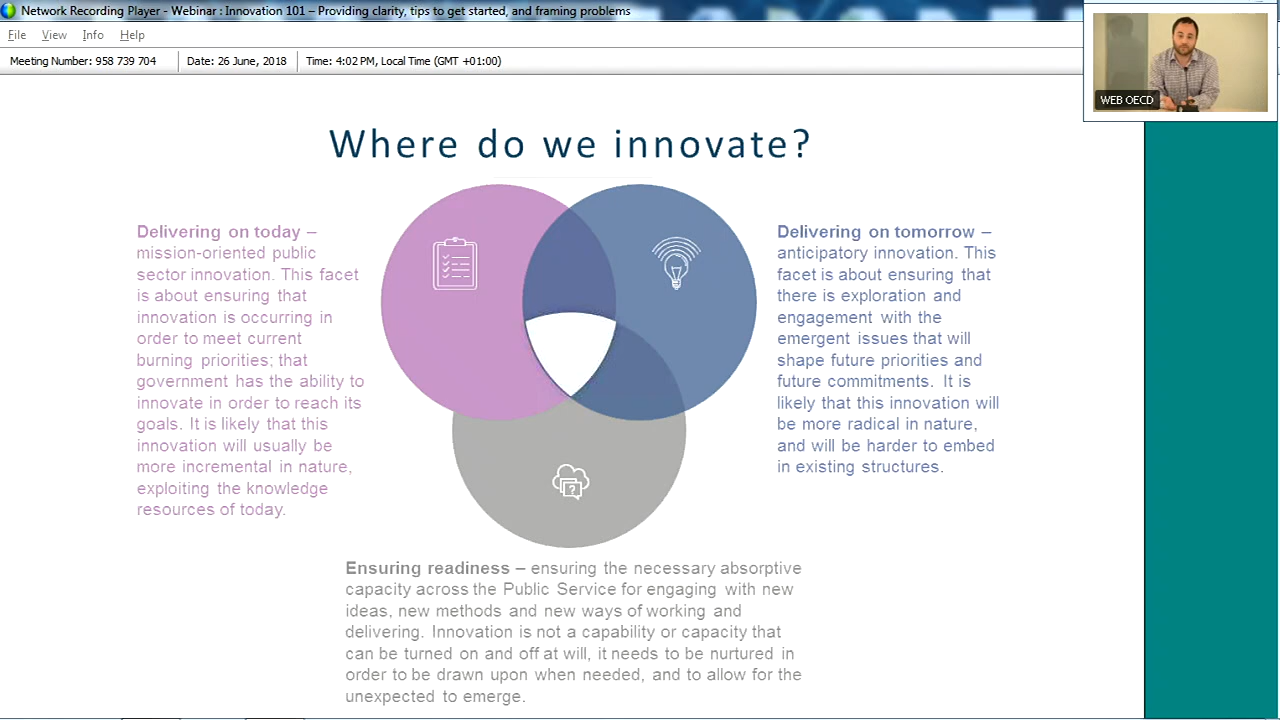 Network Recording Player - Webinar : Innovation 101 – Providing clarity, tips to get started, and framing problems
File View Info Help
Meeting Number: 958 739 704 Date: 26 June, 2018 Time: 4:02 PM, Local Time (GMT +01:00)
WEB OECD
Where do we innovate?
Delivering on today –
mission-oriented public
sector innovation. This facet
is about ensuring that
innovation is occurring in
order to meet current
burning priorities; that
government has the ability to
innovate in order to reach its
goals. It is likely that this
innovation will usually be
more incremental in nature,
exploiting the knowledge
resources of today.
Delivering on tomorrow –
anticipatory innovation. This
facet is about ensuring that
there is exploration and
engagement with the
emergent issues that will
shape future priorities and
future commitments. It is
likely that this innovation will
be more radical in nature,
and will be harder to embed
in existing structures.
?
Ensuring readiness – ensuring the necessary absorptive
capacity across the Public Service for engaging with new
ideas, new methods and new ways of working and
delivering. Innovation is not a capability or capacity that
can be turned on and off at will, it needs to be nurtured in
order to be drawn upon when needed, and to allow for the
unexpected to emerge.